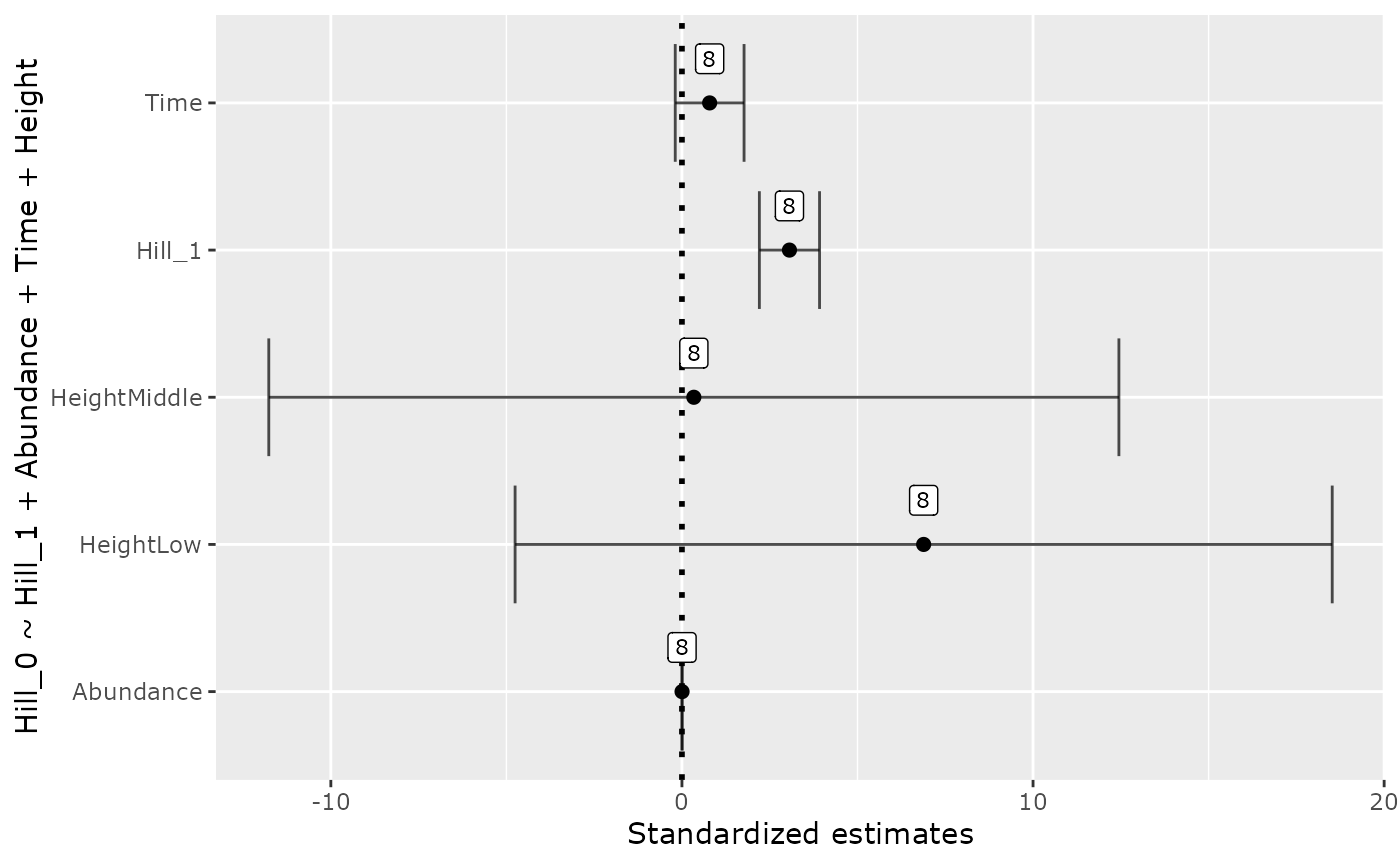 Hill_0 ~ Hill_1 + Abundance + Time + Height
Time
8
Hill_1
8
HeightMiddle
8
HeightLow
8
Abundance
8
-10
0
10
20
Standardized estimates